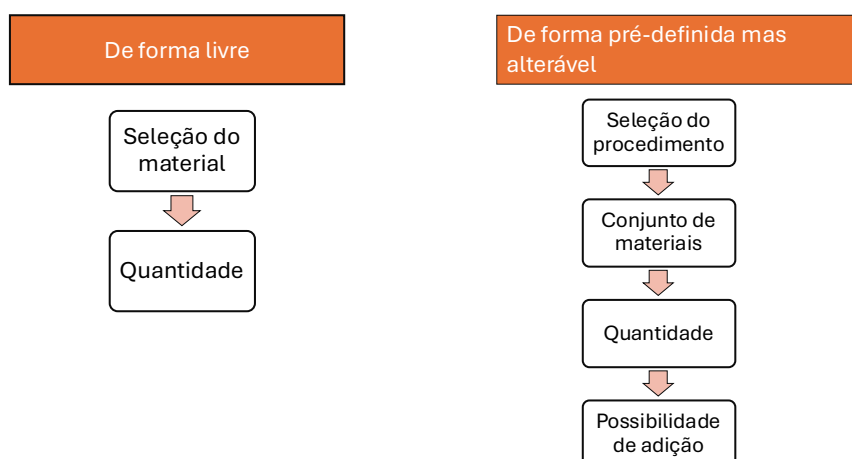 De forma livre
Seleção do
material
Quantidade
De forma pré-definida mas
alterável
Seleção do
procedimento
Conjunto de
materiais
Quantidade
Possibilidade
de adição